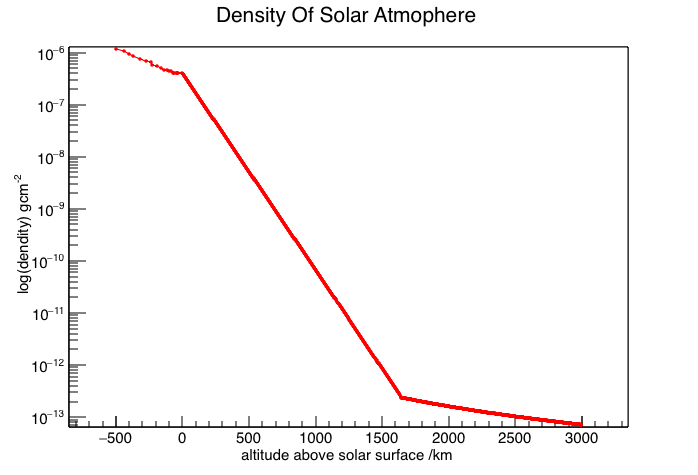 Density Of Solar Atmophere
log(dendity) gcm⁻²
10⁻⁶
10⁻⁷
10⁻⁸
10⁻⁹
10⁻¹⁰
10⁻¹¹
10⁻¹²
10⁻¹³
−500 0 500 1000 1500 2000 2500 3000
altitude above solar surface /km